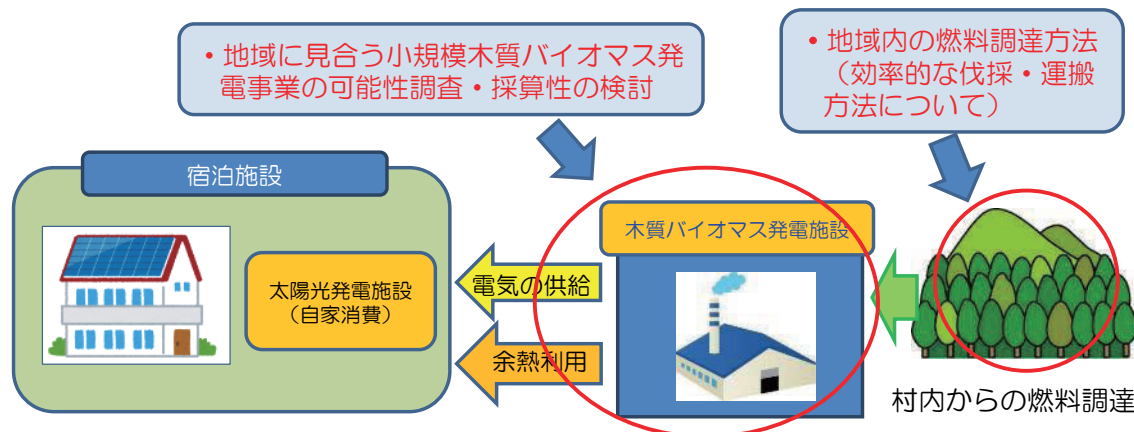 ・地域に見合う小規模木質バイオマス発
電事業の可能性調査・採算性の検討
・地域内の燃料調達方法
（効率的な伐採・運搬
方法について）
宿泊施設
木質バイオマス発電施設
太陽光発電施設
（自家消費）
電気の供給
余熱利用
村内からの燃料調達